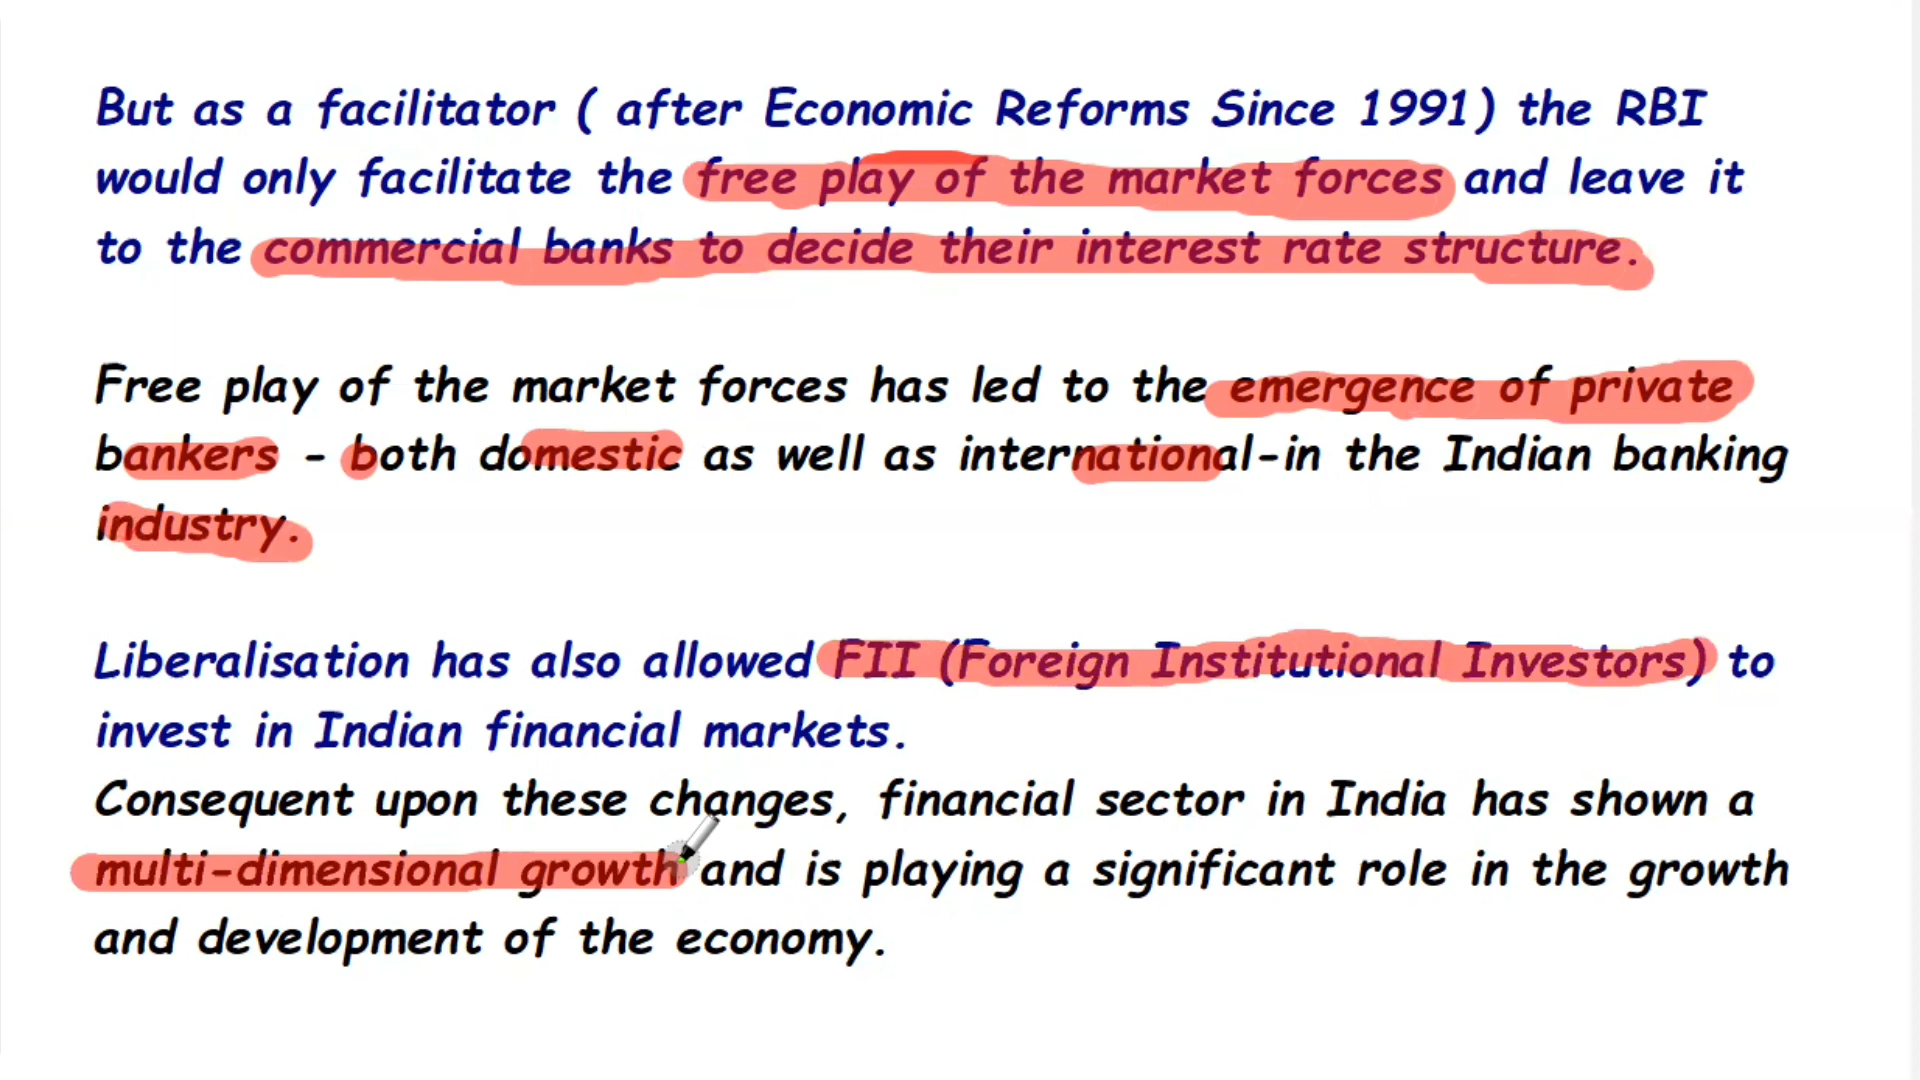 But as a facilitator ( after Economic Reforms Since 1991) the RBI
would only facilitate the free play of the market forces and leave it
to the commercial banks to decide their interest rate structure.
Free play of the market forces has led to the emergence of private
bankers - both domestic as well as international-in the Indian banking
industry.
Liberalisation has also allowed FII (Foreign Institutional Investors) to
invest in Indian financial markets.
Consequent upon these changes, financial sector in India has shown a
multi-dimensional growth and is playing a significant role in the growth
and development of the economy.